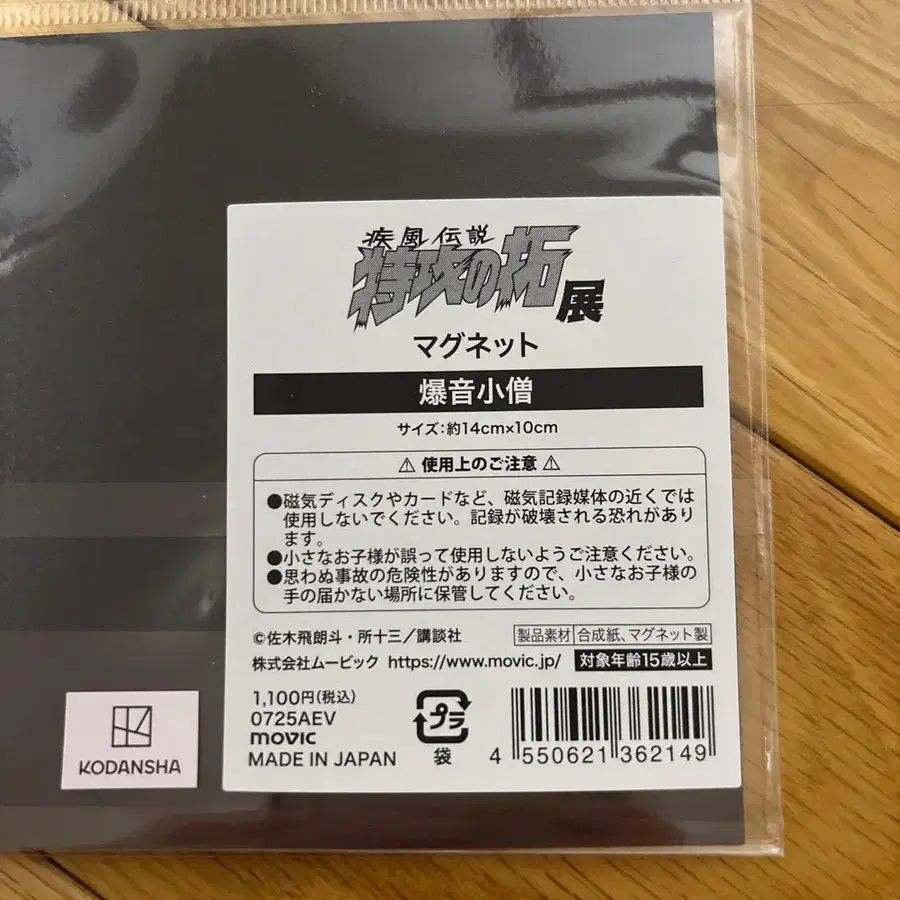 疾風伝説
特攻の拓展
マグネット
爆音小僧
サイズ:約14cm×10cm
⚠ 使用上のご注意 ⚠
●磁気ディスクやカードなど、磁気記録媒体の近くでは
使用しないでください。記録が破壊される恐れがあり
ます。
●小さなお子様が誤って使用しないようご注意ください。
●思わぬ事故の危険性がありますので、小さなお子様の
手の届かない場所に保管してください。
©佐木飛朗斗・所十三/講談社
製品素材 合成紙、マグネット製
株式会社ムービック https://www.movic.jp/ 対象年齢15歳以上
1,100円(税込)
0725AEV
movic
MADE IN JAPAN
プラ
袋
4 550621 362149
KODANSHA